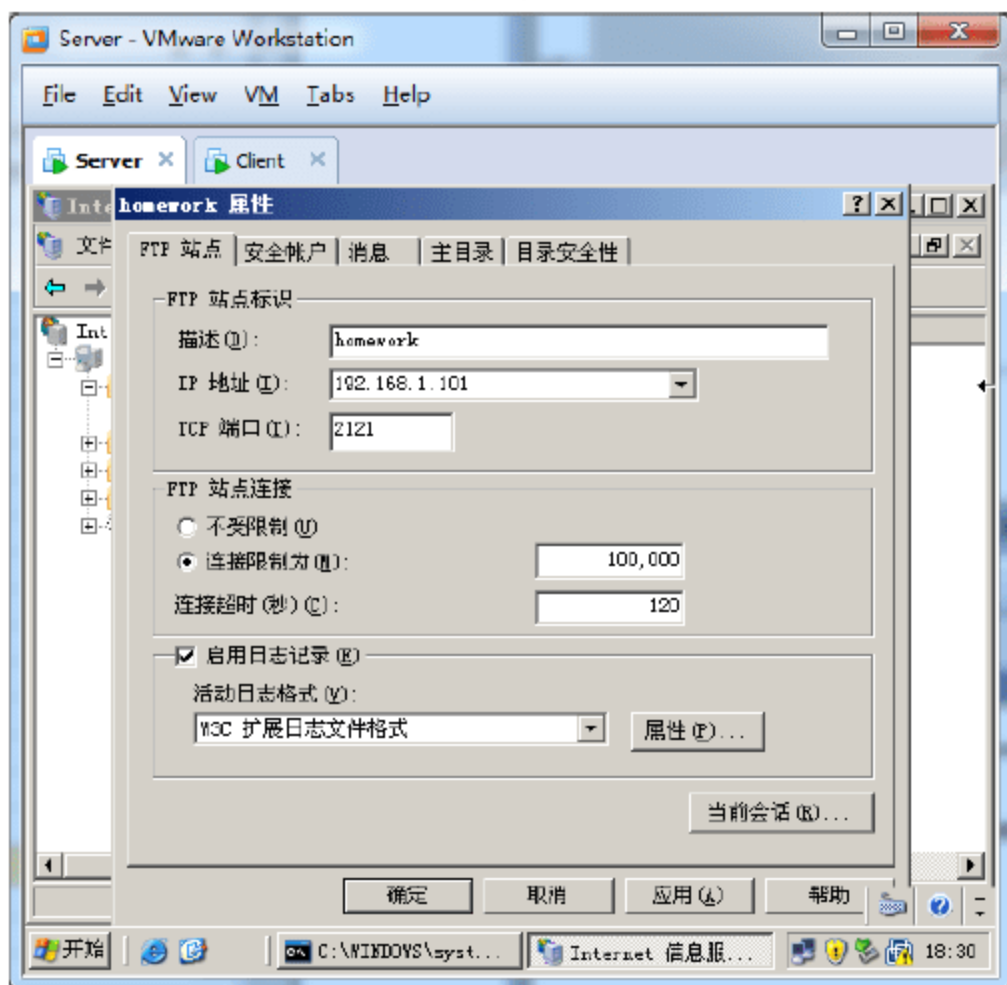 Server - VMware Workstation
File Edit View VM Tabs Help
Server Client
Inte
homework 属性
文件
FTP 站点 安全帐户 消息 主目录 目录安全性
Int
FTP 站点标识
描述(D): homework
IP 地址(I): 192.168.1.101
TCP 端口(T): 2121
FTP 站点连接
不受限制(U)
连接限制为(M): 100,000
连接超时(秒)(C): 120
启用日志记录(E)
活动日志格式(V):
W3C 扩展日志文件格式 属性(P)...
当前会话(R)...
确定 取消 应用(A) 帮助
开始 C:\WINDOWS\syst... Internet 信息服... 18:30